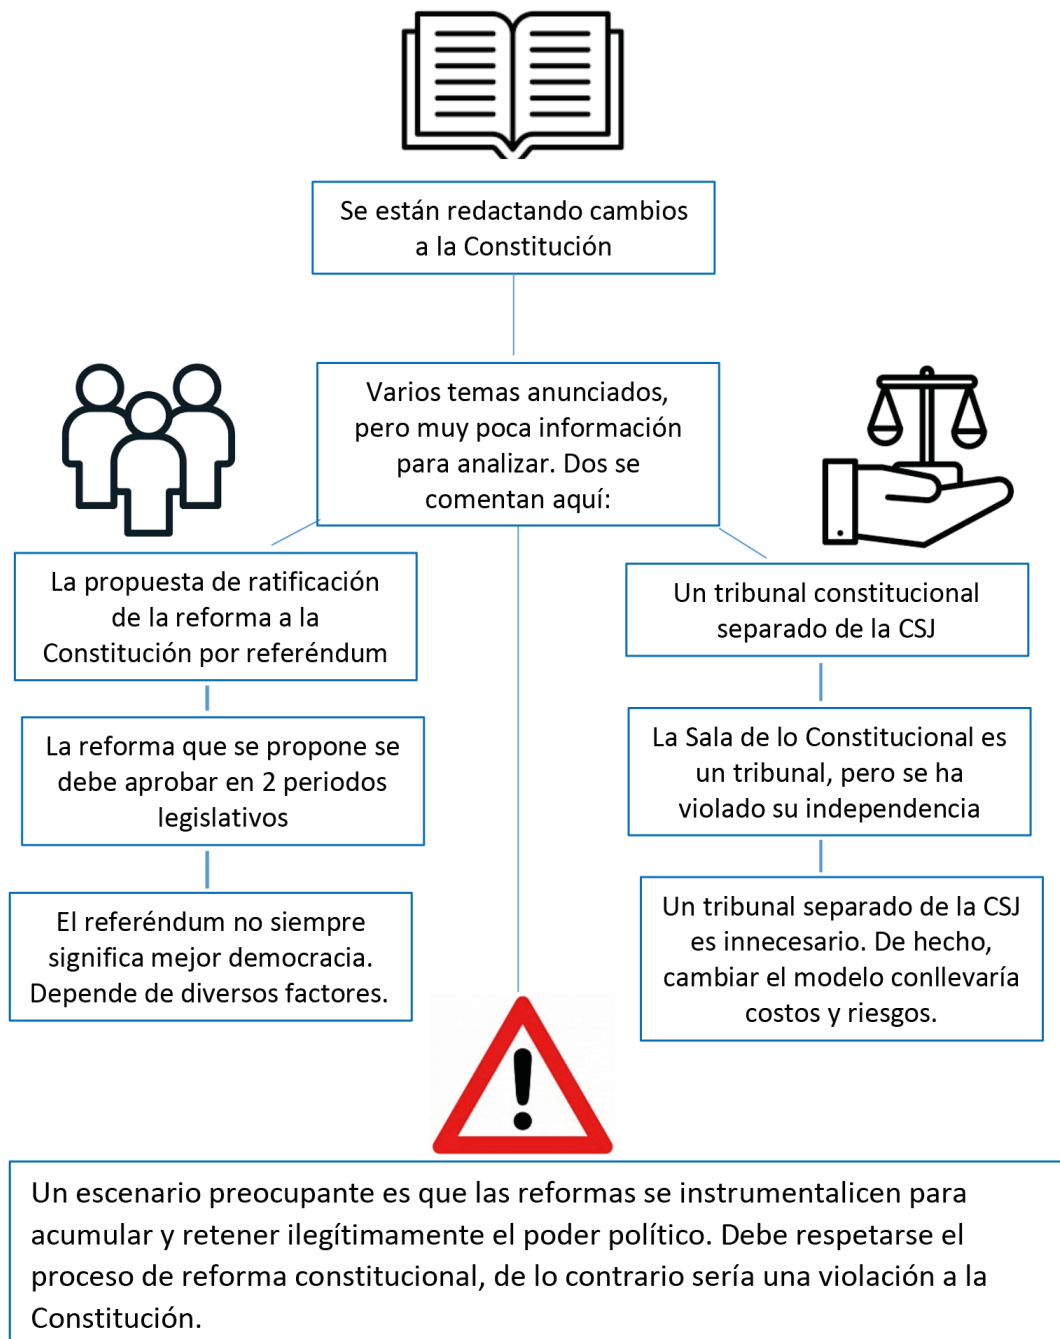 Se están redactando cambios
a la Constitución
Varios temas anunciados,
pero muy poca información
para analizar. Dos se
comentan aquí:
La propuesta de ratificación
de la reforma a la
Constitución por referéndum
La reforma que se propone se
debe aprobar en 2 periodos
legislativos
El referéndum no siempre
significa mejor democracia.
Depende de diversos factores.
Un tribunal constitucional
separado de la CSJ
La Sala de lo Constitucional es
un tribunal, pero se ha
violado su independencia
Un tribunal separado de la CSJ
es innecesario. De hecho,
cambiar el modelo conllevaría
costos y riesgos.
Un escenario preocupante es que las reformas se instrumentalicen para
acumular y retener ilegítimamente el poder político. Debe respetarse el
proceso de reforma constitucional, de lo contrario sería una violación a la
Constitución.